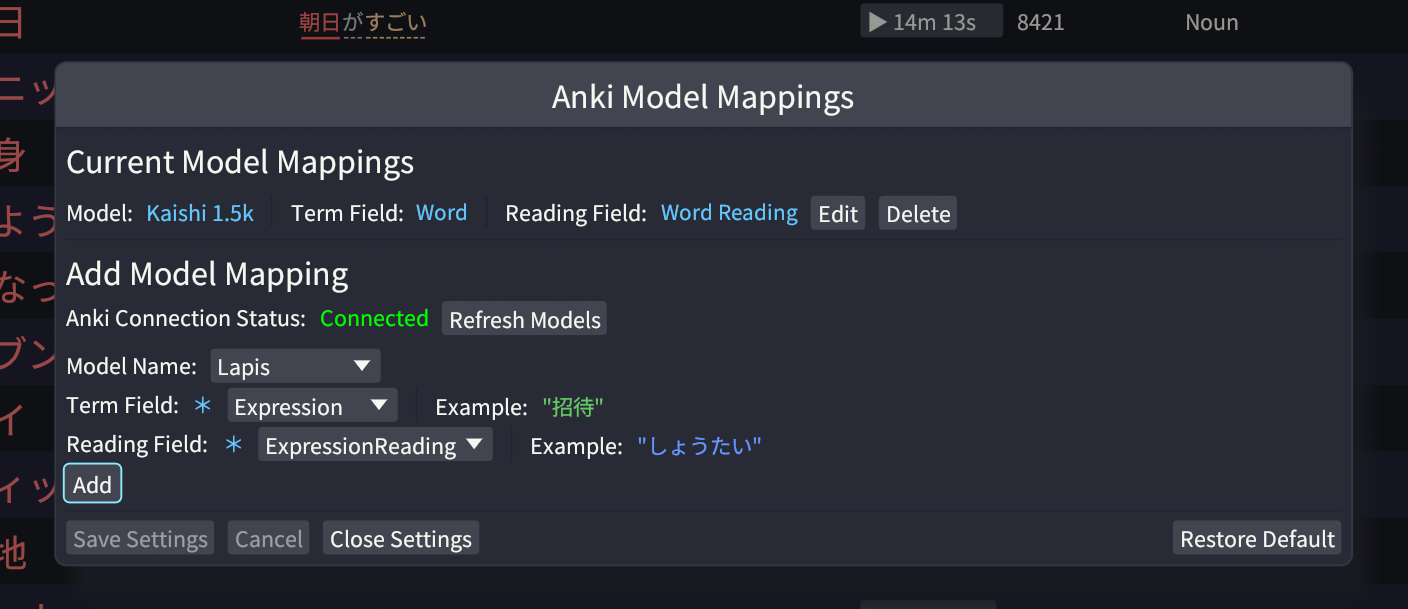 日 朝日がすごい ▶ 14m 13s 8421 Noun
ニッ
身
よう
なっ
ブン
イ
ィッ
地
Anki Model Mappings
Current Model Mappings
Model: Kaishi 1.5k Term Field: Word Reading Field: Word Reading Edit Delete
Add Model Mapping
Anki Connection Status: Connected Refresh Models
Model Name: Lapis ▼
Term Field: * Expression ▼ Example: "招待"
Reading Field: * ExpressionReading ▼ Example: "しょうたい"
Add
Save Settings Cancel Close Settings Restore Default